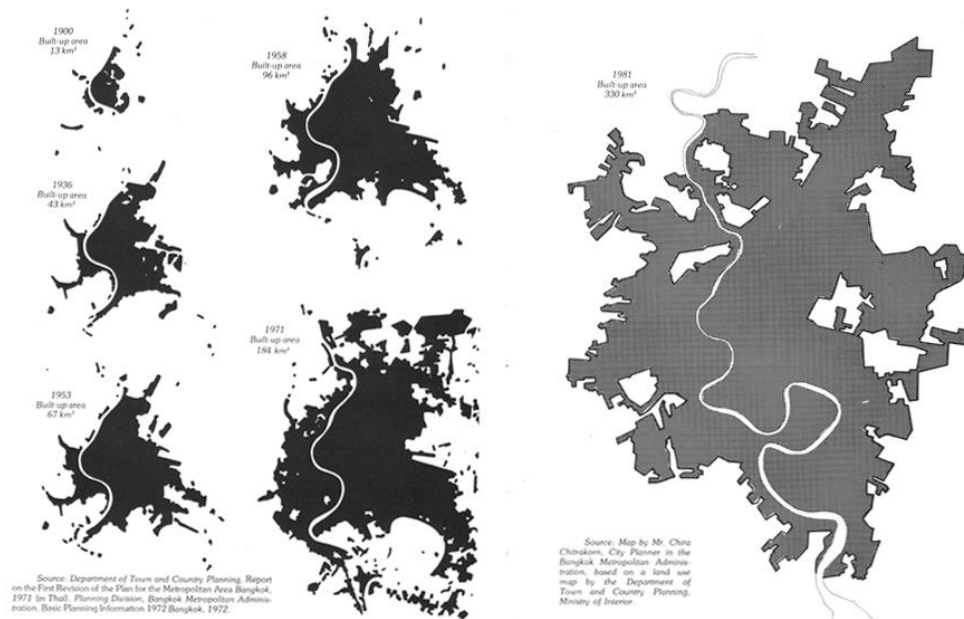 1900
Built-up area
13 km²
1936
Built-up area
43 km²
1953
Built-up area
67 km²
1958
Built-up area
96 km²
1971
Built-up area
184 km²
Source: Department of Town and Country Planning, Report
on the First Revision of the Plan for the Metropolitan Area Bangkok,
1971 (in Thai). Planning Division, Bangkok Metropolitan Adminis-
tration, Basic Planning Information 1972 Bangkok, 1972.
1981
Built-up area
330 km²
Source: Map by Mr. Chira
Chitrakorn, City Planner in the
Bangkok Metropolitan Adminis-
tration, based on a land use
map by the Department of
Town and Country Planning,
Ministry of Interior.